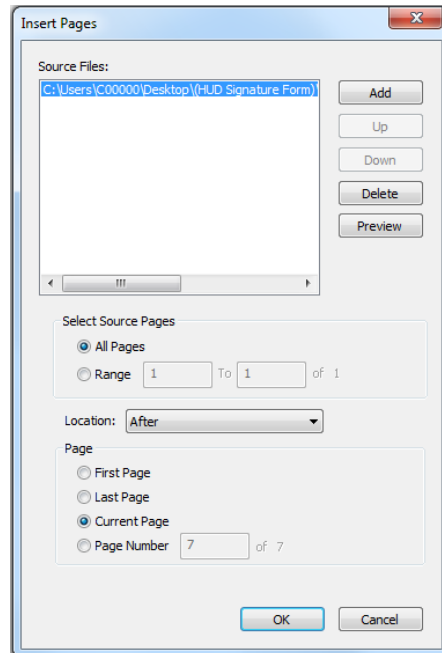 Insert Pages
Source Files:
C:\Users\C00000\Desktop\(HUD Signature Form)\
Add
Up
Down
Delete
Preview
Select Source Pages
All Pages
Range 1 To 1 of 1
Location: After
Page
First Page
Last Page
Current Page
Page Number 7 of 7
OK Cancel